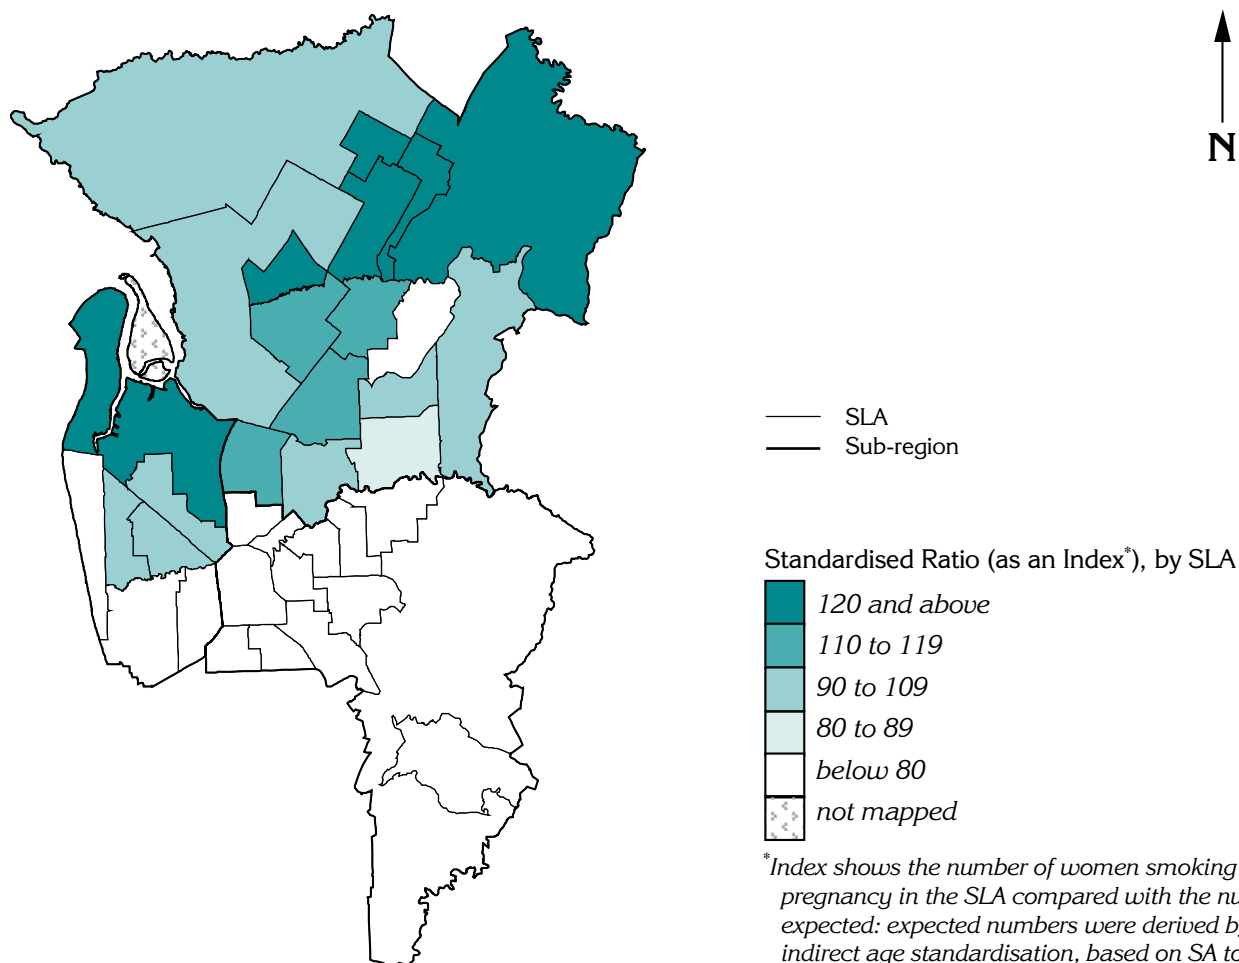 N
SLA
Sub-region
Standardised Ratio (as an Index*), by SLA
120 and above
110 to 119
90 to 109
80 to 89
below 80
not mapped
*Index shows the number of women smoking
pregnancy in the SLA compared with the
expected: expected numbers were derived
indirect age standardisation, based on SA